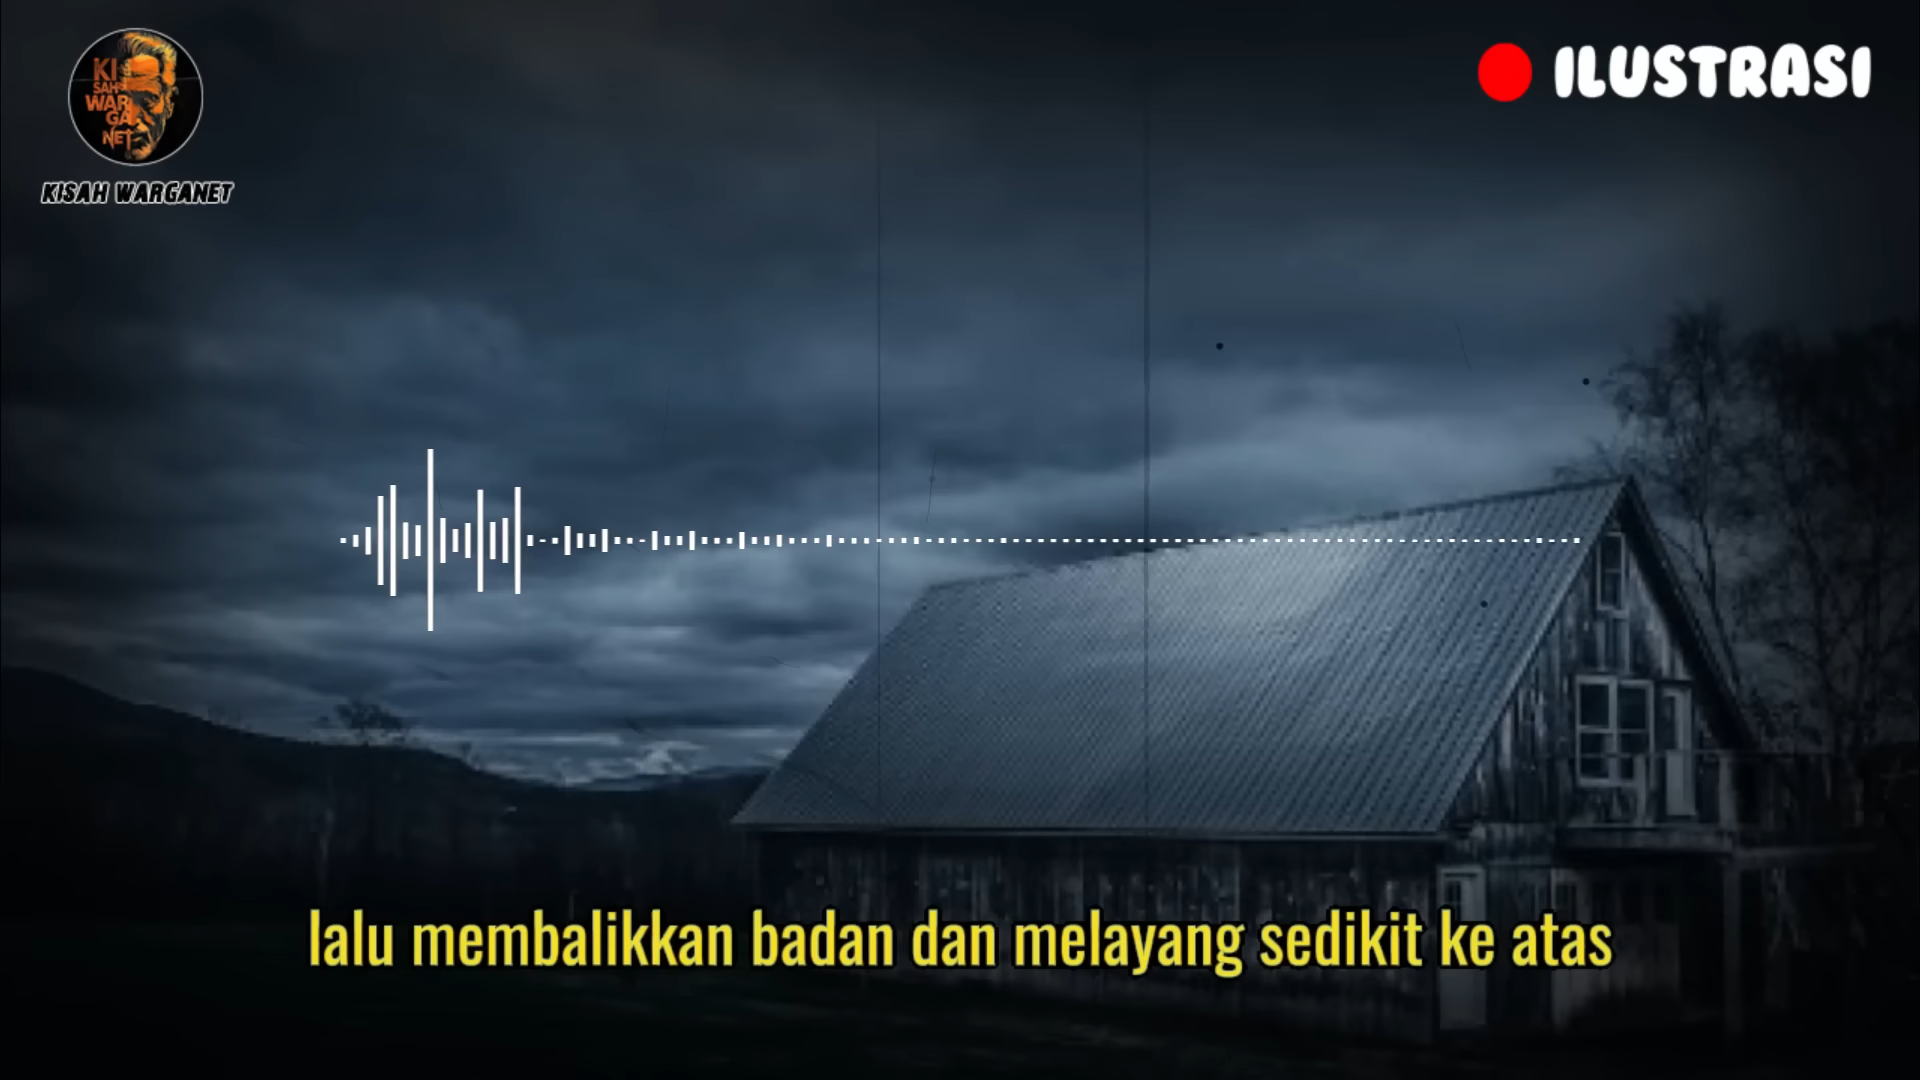 KI
SAH
WAR
GA
NET
KISAH WARGANET
ILUSTRASI
lalu membalikkan badan dan melayang sedikit ke atas